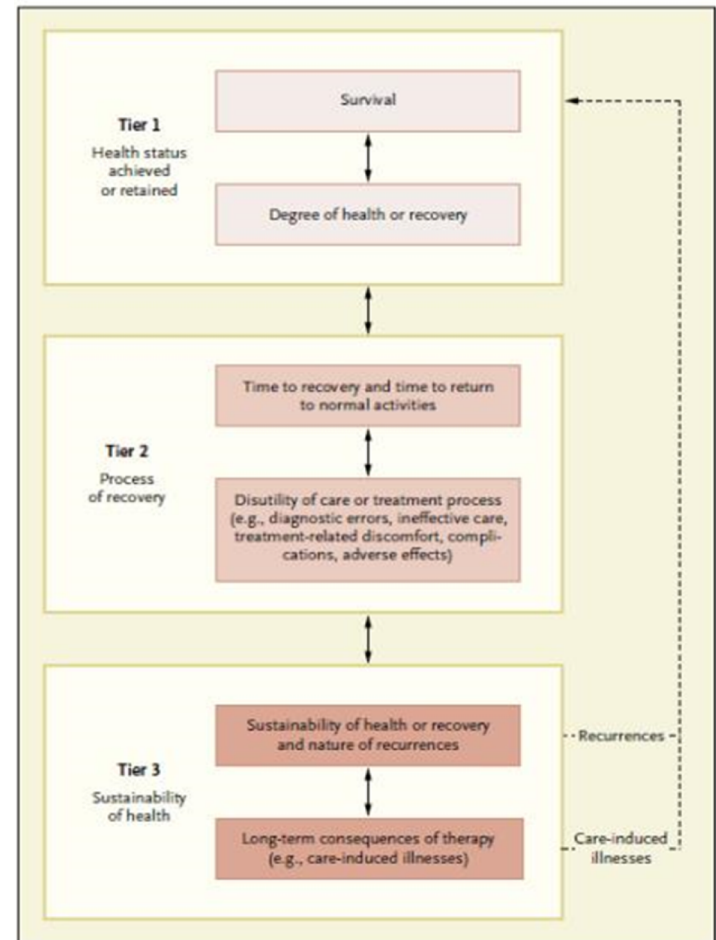 Survival
Tier 1
Health status
achieved
or retained
Degree of health or recovery
Time to recovery and time to return
to normal activities
Tier 2
Process
of recovery
Disutility of care or treatment process
(e.g., diagnostic errors, ineffective care,
treatment-related discomfort, compli-
cations, adverse effects)
Sustainability of health or recovery
and nature of recurrences
Recurrences
Tier 3
Sustainability
of health
Long-term consequences of therapy
(e.g., care-induced illnesses)
Care-induced
illnesses